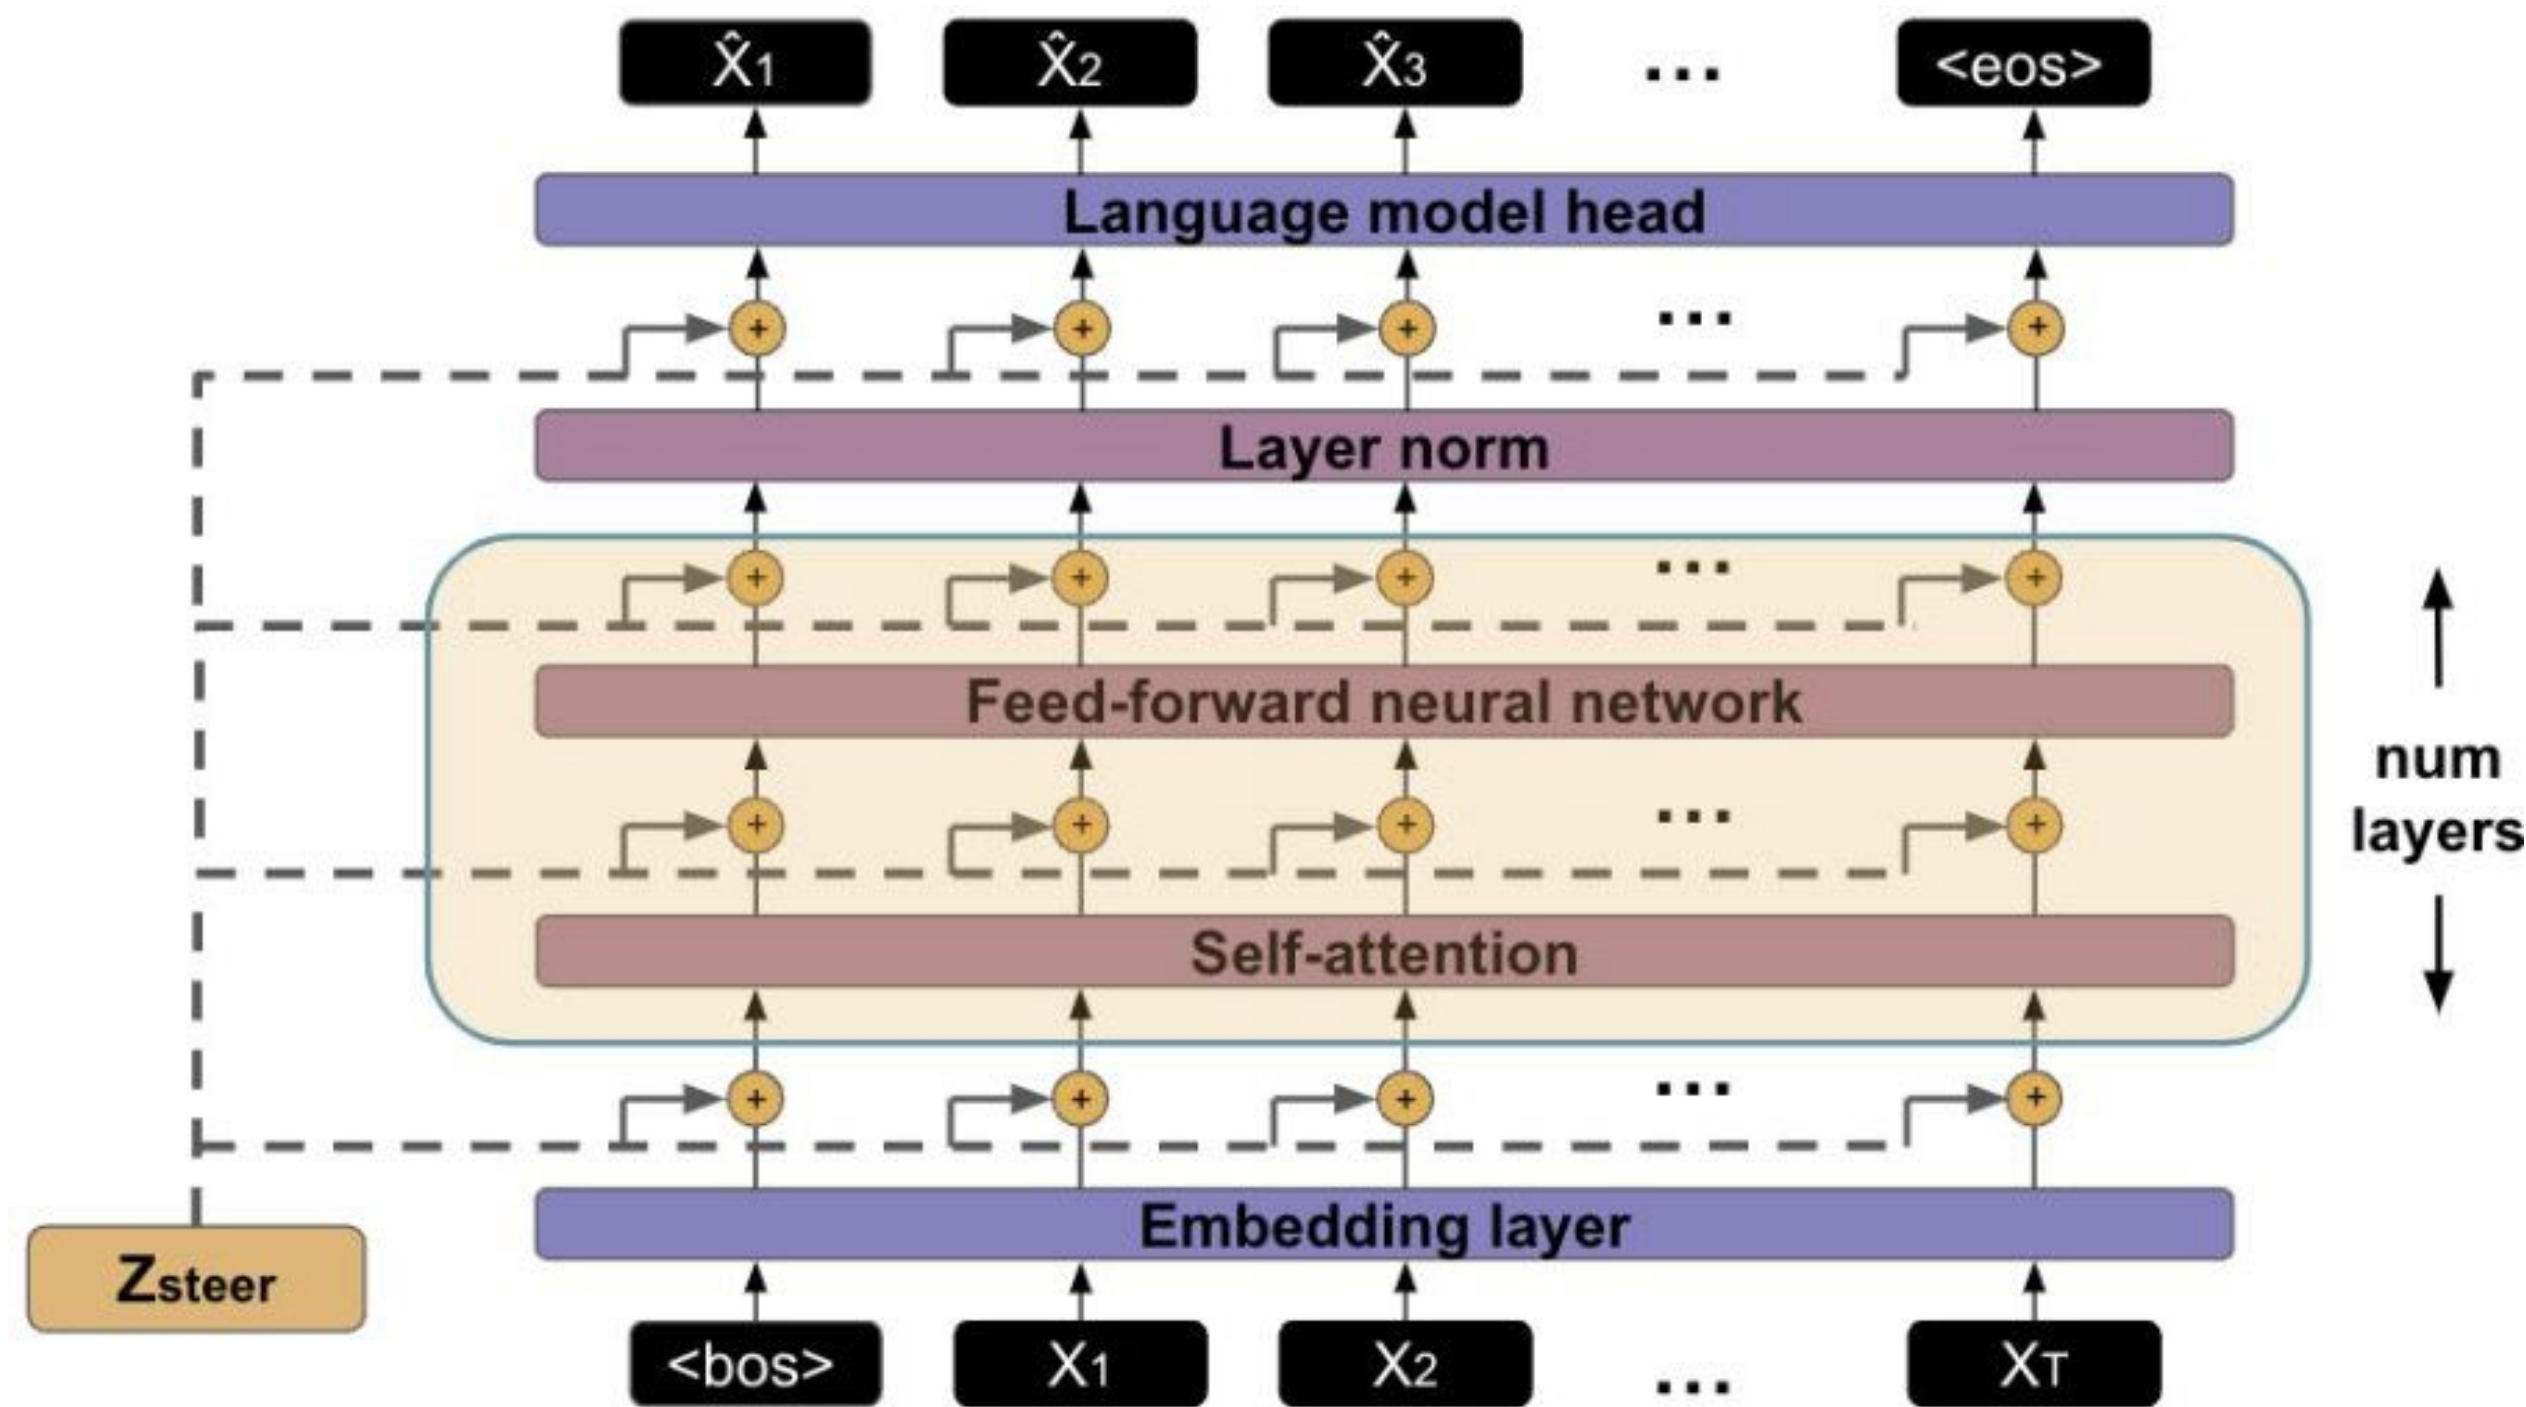 X̂1 X̂2 X̂3 ... <eos>
Language model head
+ + + ... +
Layer norm
+ + + ... +
Feed-forward neural network
num
layers
+ + + ... +
Self-attention
+ + + ... +
Embedding layer
Zsteer
<bos> X1 X2 ... XT